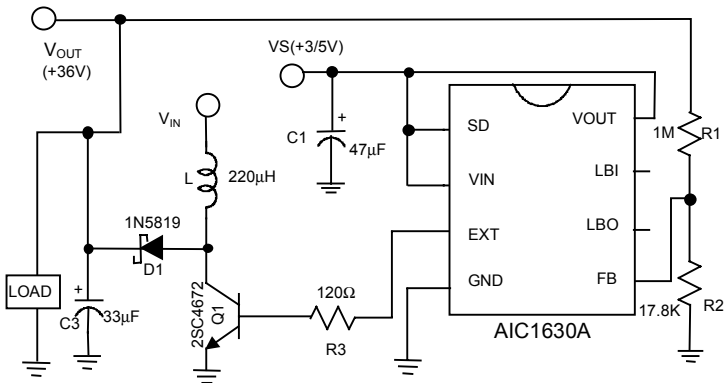 VOUT
(+36V)
VS(+3/5V)
VIN
L
220μH
C1
+
47μF
SD
VIN
EXT
GND
VOUT
LBI
LBO
FB
AIC1630A
1M
R1
17.8K
R2
1N5819
D1
LOAD
+
C3
33μF
2SC4672
Q1
120Ω
R3